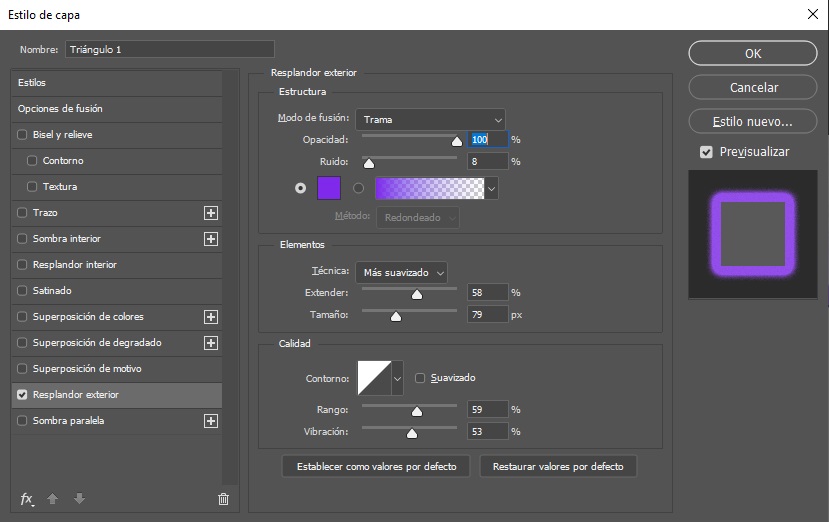 Estilo de capa
Nombre: Triángulo 1
Estilos
Opciones de fusión
Bisel y relieve
Contorno
Textura
Trazo
Sombra interior
Resplandor interior
Satinado
Superposición de colores
Superposición de degradado
Superposición de motivo
Resplandor exterior
Sombra paralela
fx
Resplandor exterior
Estructura
Modo de fusión: Trama
Opacidad: 100 %
Ruido: 8 %
Método: Redondeado
Elementos
Técnica: Más suavizado
Extender: 58 %
Tamaño: 79 px
Calidad
Contorno: Suavizado
Rango: 59 %
Vibración: 53 %
Establecer como valores por defecto
Restaurar valores por defecto
OK
Cancelar
Estilo nuevo...
Previsualizar